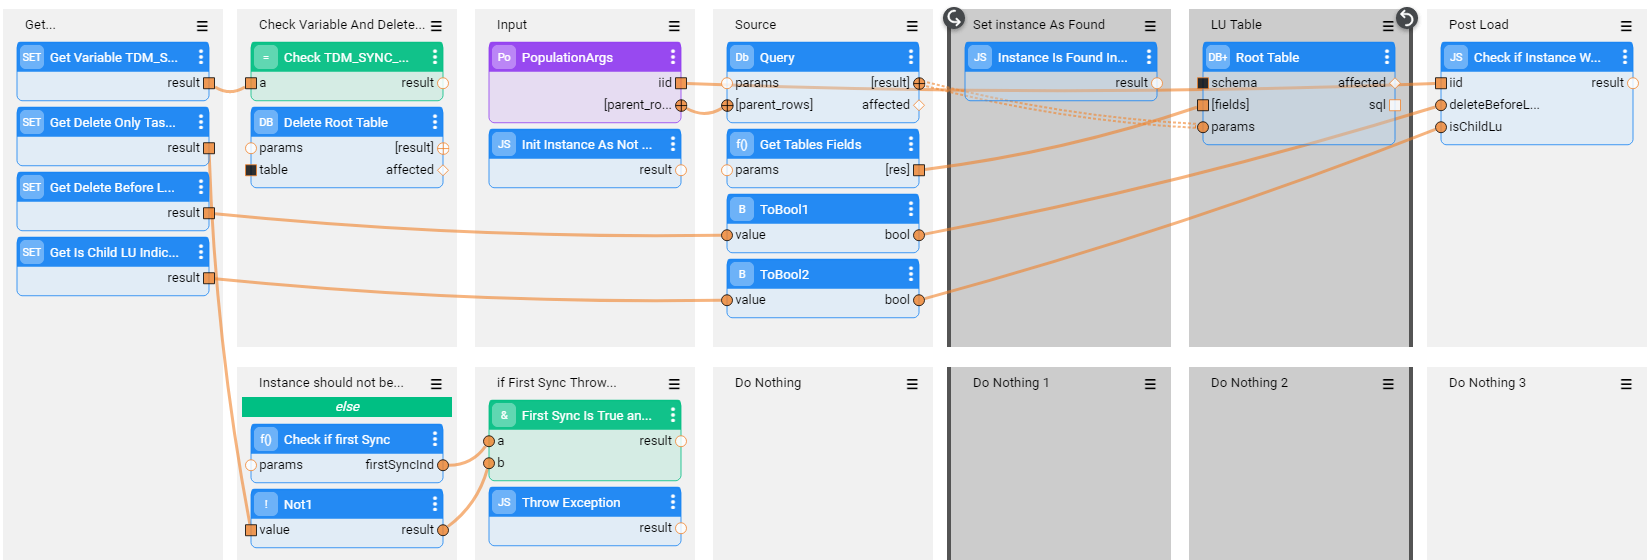 Get...
SET Get Variable TDM_S...
result
SET Get Delete Only Tas...
result
SET Get Delete Before L...
result
SET Get Is Child LU Indic...
result
Check Variable And Delete...
= Check TDM_SYNC_...
a result
DB Delete Root Table
params [result]
table affected
Input
Po PopulationArgs
iid
[parent_ro...
JS Init Instance As Not ...
result
Source
Db Query
params [result]
[parent_rows] affected
f() Get Tables Fields
params [res]
B ToBool1
value bool
B ToBool2
value bool
Set instance As Found
JS Instance Is Found In...
result
LU Table
DB+ Root Table
schema affected
[fields] sql
params
Post Load
JS Check if Instance W...
iid result
deleteBeforeL...
isChildLu
Instance should not be...
else
f() Check if first Sync
params firstSyncInd
! Not1
value result
if First Sync Throw...
& First Sync Is True an...
a result
b
JS Throw Exception
result
Do Nothing
Do Nothing 1
Do Nothing 2
Do Nothing 3